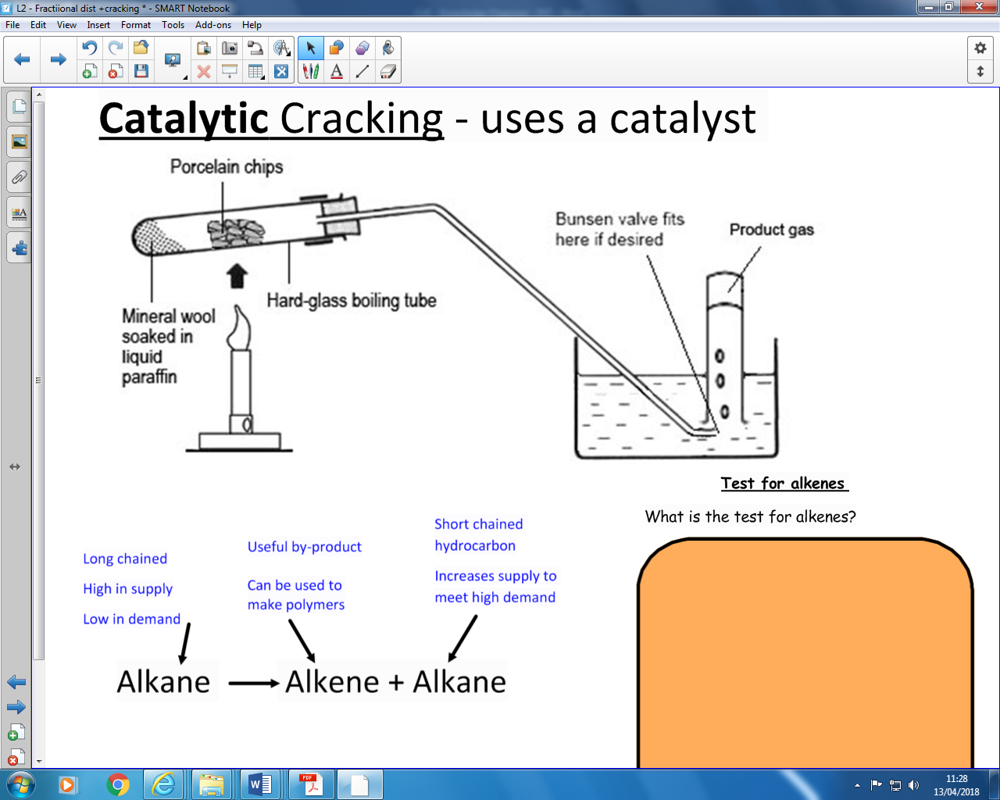 L2 - Fractiional dist +cracking * - SMART Notebook
File Edit View Insert Format Tools Add-ons Help
Catalytic Cracking - uses a catalyst
Porcelain chips
Bunsen valve fits
here if desired
Product gas
Hard-glass boiling tube
Mineral wool
soaked in
liquid
paraffin
Test for alkenes
What is the test for alkenes?
Long chained
High in supply
Low in demand
Useful by-product
Can be used to
make polymers
Short chained
hydrocarbon
Increases supply to
meet high demand
Alkane Alkene + Alkane
PDF
11:28
13/04/2018